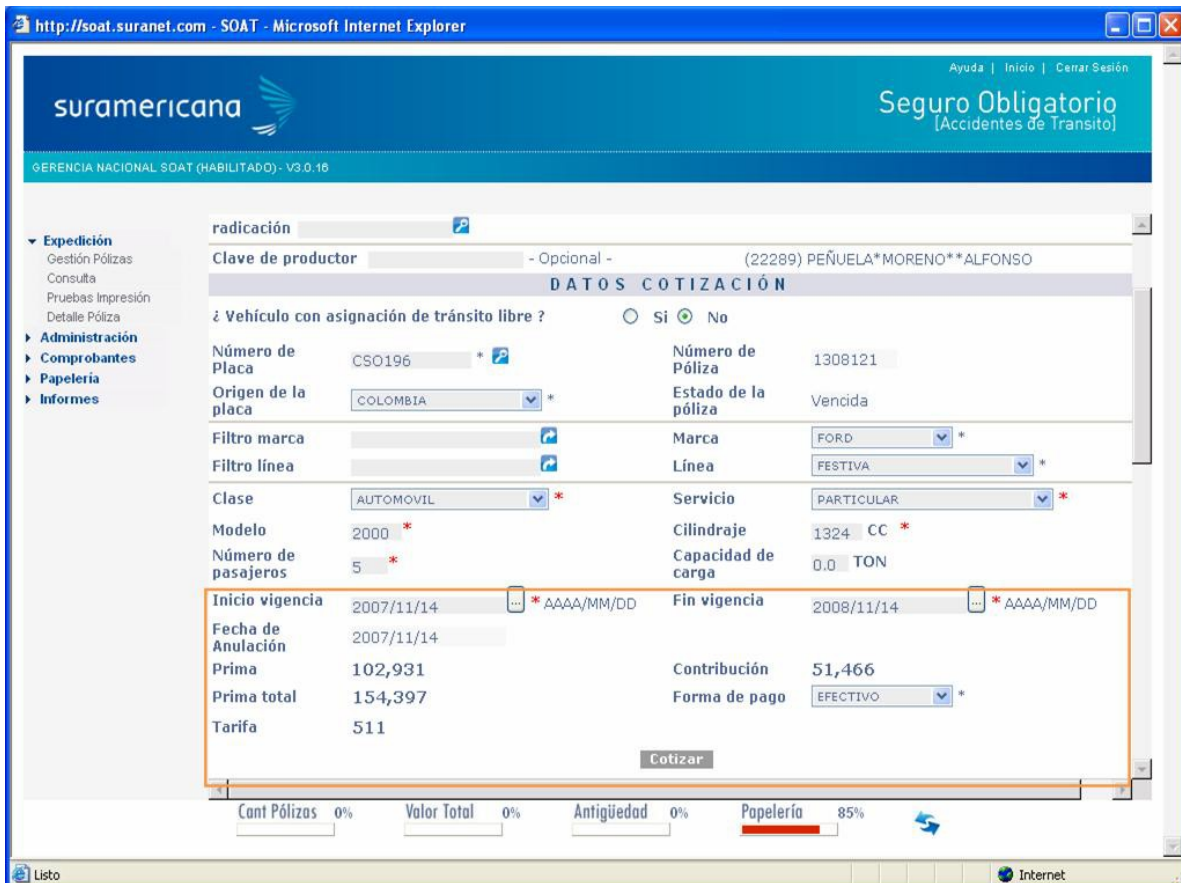 http://soat.suranet.com - SOAT - Microsoft Internet Explorer
Ayuda | Inicio | Cerrar Sesión
suramericana
Seguro Obligatorio
[Accidentes de Transito]
GERENCIA NACIONAL SOAT (HABILITADO)- V3.0.16
Expedición
Gestión Pólizas
Consulta
Pruebas Impresión
Detalle Póliza
Administración
Comprobantes
Papelería
Informes
radicación
Clave de productor - Opcional - (22289) PEÑUELA*MORENO**ALFONSO
DATOS COTIZACIÓN
¿ Vehículo con asignación de tránsito libre ? Si No
Número de Placa CSO196 * Número de Póliza 1308121
Origen de la placa COLOMBIA * Estado de la póliza Vencida
Filtro marca Marca FORD *
Filtro línea Línea FESTIVA *
Clase AUTOMOVIL * Servicio PARTICULAR *
Modelo 2000 * Cilindraje 1324 CC *
Número de pasajeros 5 * Capacidad de carga 0.0 TON
Inicio vigencia 2007/11/14 ... * AAAA/MM/DD Fin vigencia 2008/11/14 ... * AAAA/MM/DD
Fecha de Anulación 2007/11/14
Prima 102,931 Contribución 51,466
Prima total 154,397 Forma de pago EFECTIVO *
Tarifa 511
Cotizar
Cant Pólizas 0% Valor Total 0% Antigüedad 0% Papelería 85%
Listo Internet